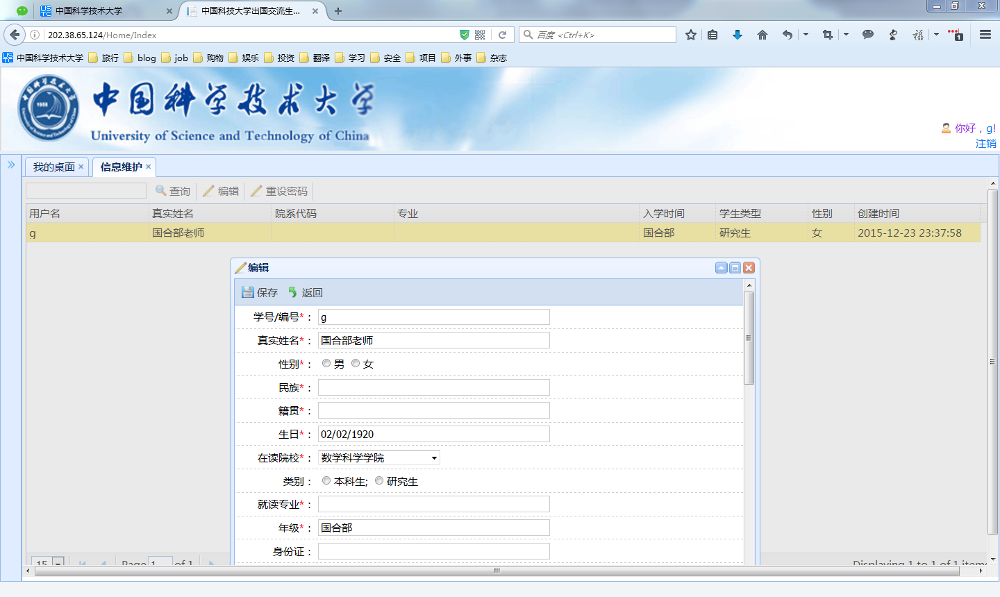 中国科学技术大学
中国科技大学出国交流生...
202.38.65.124/Home/Index
百度 <Ctrl+K>
1
中国科学技术大学 旅行 blog job 购物 娱乐 投资 翻译 学习 安全 项目 外事 杂志
中国科学技术大学
1958
University of Science and Technology of China
你好，g!
注销
我的桌面 信息维护
查询 编辑 重设密码
用户名 真实姓名 院系代码 专业 入学时间 学生类型 性别 创建时间
g 国合部老师 国合部 研究生 女 2015-12-23 23:37:58
编辑
保存 返回
学号/编号*： g
真实姓名*： 国合部老师
性别*： 男 女
民族*：
籍贯*：
生日*： 02/02/1920
在读院校*： 数学科学学院
类别： 本科生; 研究生
就读专业*：
年级*： 国合部
身份证：
15 Page 1 of 1 Displaying 1 to 1 of 1 items